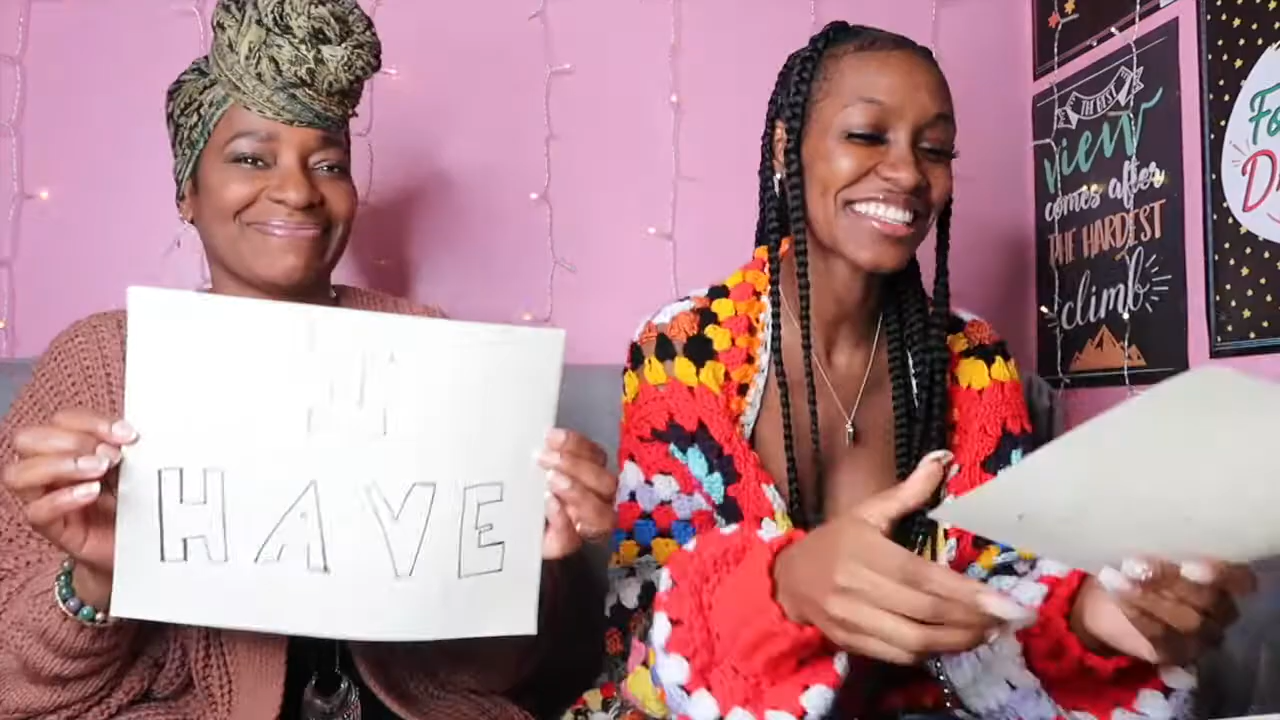 HAVE
THE BEST
view
comes after
THE HARDEST
climb